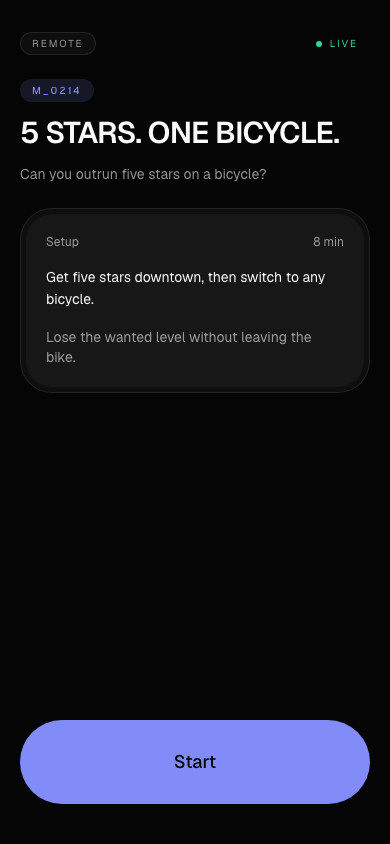 REMOTE
LIVE
M_0214
5 STARS. ONE BICYCLE.
Can you outrun five stars on a bicycle?
Setup
8 min
Get five stars downtown, then switch to any
bicycle.
Lose the wanted level without leaving the
bike.
Start